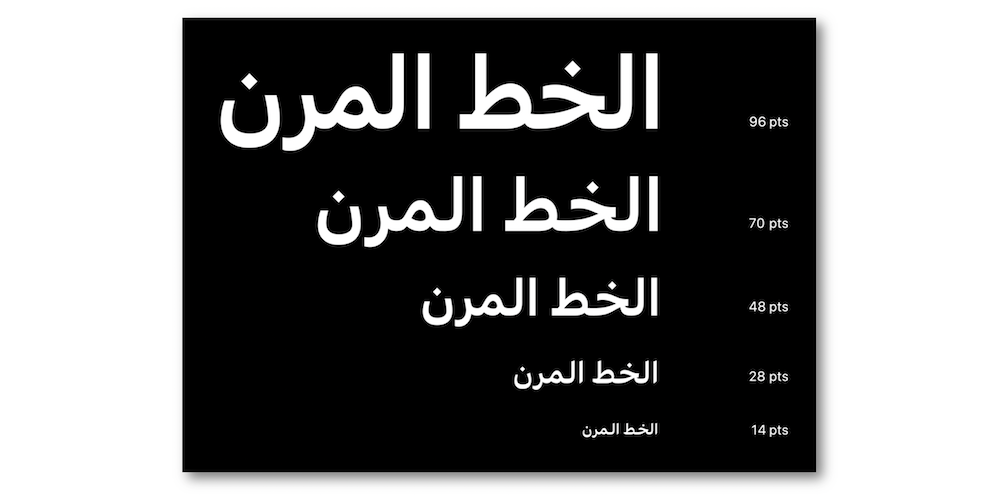 الخط المرن 96 pts
الخط المرن 70 pts
الخط المرن 48 pts
الخط المرن 28 pts
الخط المرن 14 pts